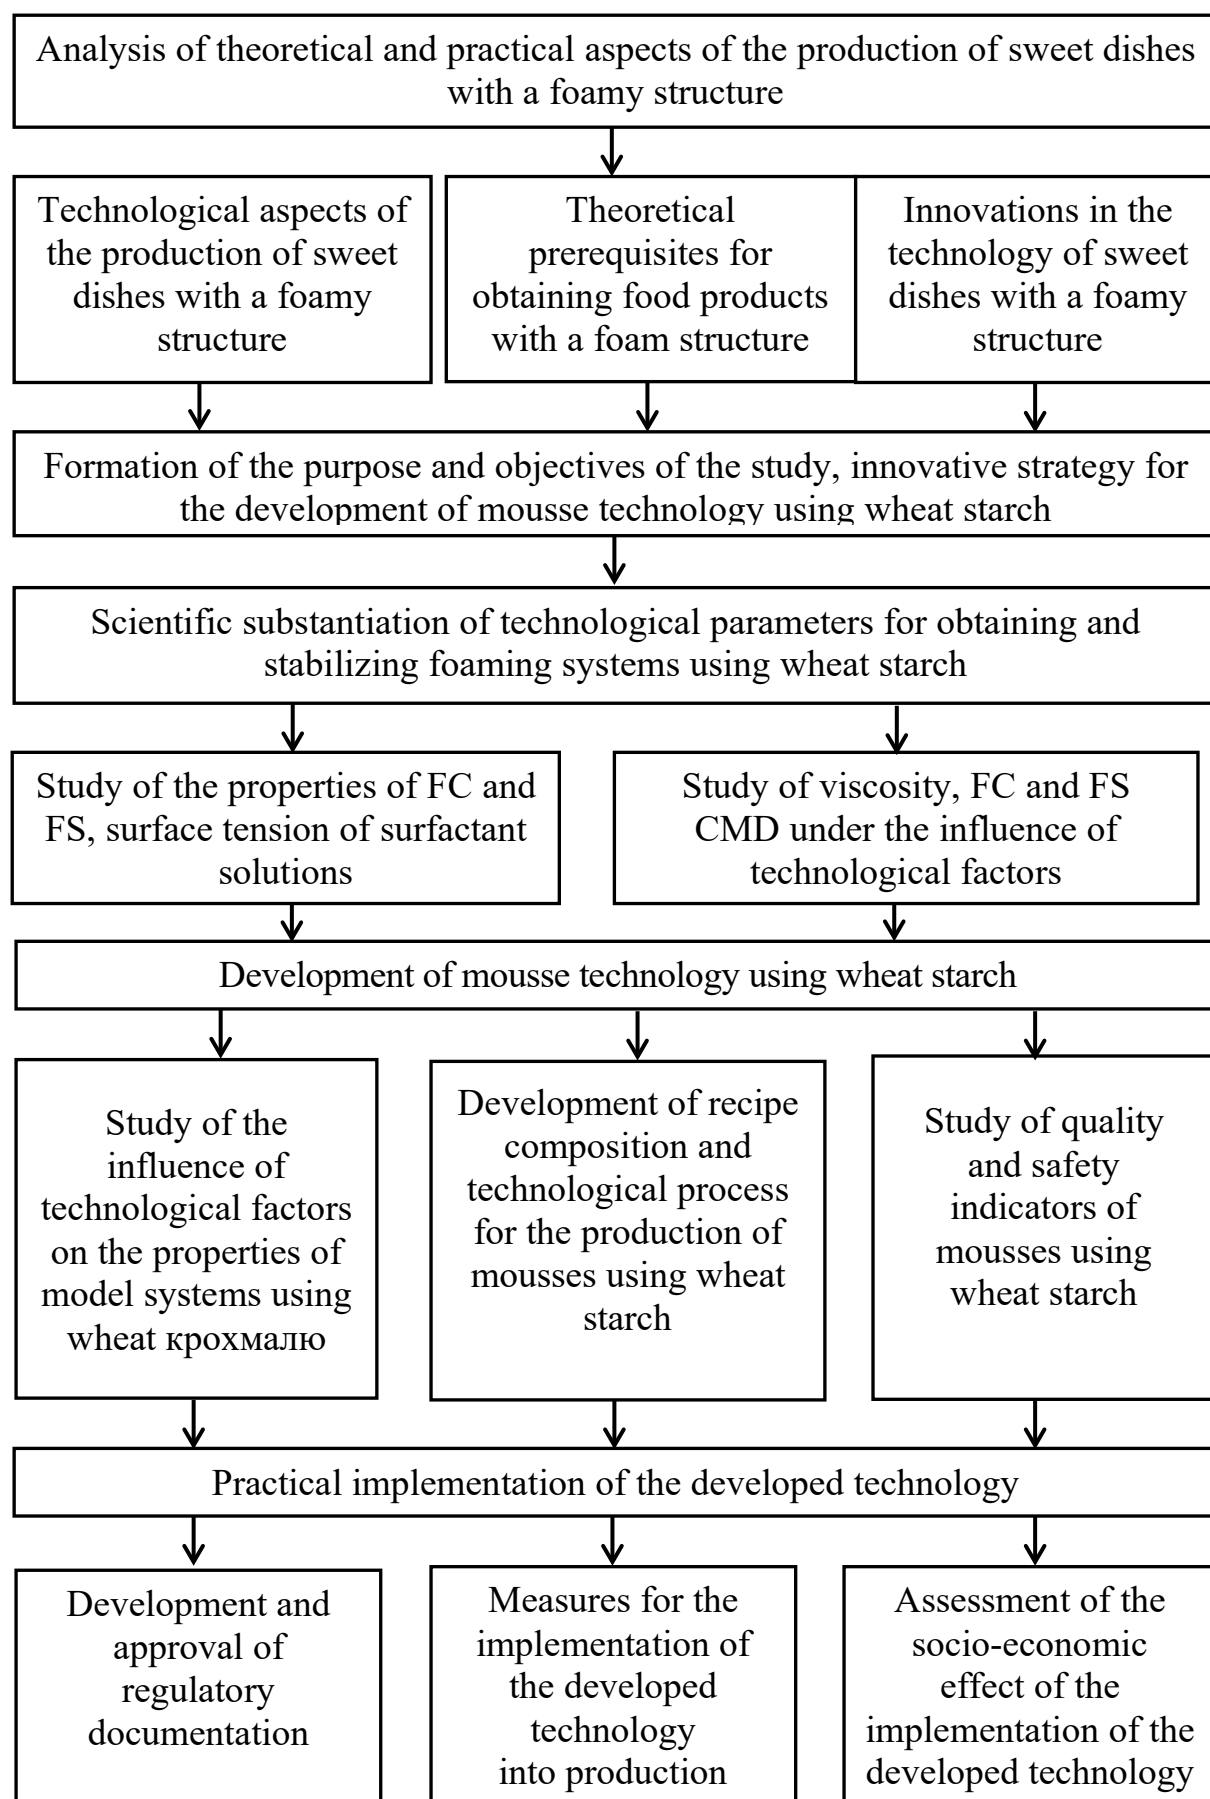 Analysis of theoretical and practical aspects of the production of sweet dishes
with a foamy structure
Technological aspects of
the production of sweet
dishes with a foamy
structure
Theoretical
prerequisites for
obtaining food products
with a foam structure
Innovations in the
technology of sweet
dishes with a foamy
structure
Formation of the purpose and objectives of the study, innovative strategy for
the development of mousse technology using wheat starch
Scientific substantiation of technological parameters for obtaining and
stabilizing foaming systems using wheat starch
Study of the properties of FC and
FS, surface tension of surfactant
solutions
Study of viscosity, FC and FS
CMD under the influence of
technological factors
Development of mousse technology using wheat starch
Study of the
influence of
technological factors
on the properties of
model systems using
wheat крохмалю
Development of recipe
composition and
technological process
for the production of
mousses using wheat
starch
Study of quality
and safety
indicators of
mousses using
wheat starch
Practical implementation of the developed technology
Development and
approval of
regulatory
documentation
Measures for the
implementation of
the developed
technology
into production
Assessment of the
socio-economic
effect of the
implementation of the
developed technology